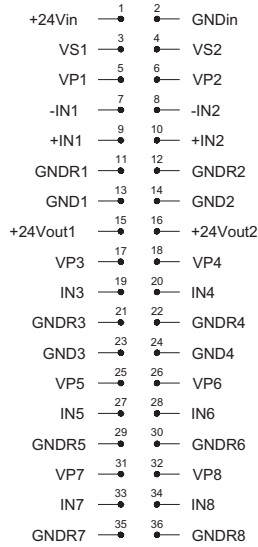 +24Vin 1 2 GNDin
VS1 3 4 VS2
VP1 5 6 VP2
-IN1 7 8 -IN2
+IN1 9 10 +IN2
GNDR1 11 12 GNDR2
GND1 13 14 GND2
+24Vout1 15 16 +24Vout2
VP3 17 18 VP4
IN3 19 20 IN4
GNDR3 21 22 GNDR4
GND3 23 24 GND4
VP5 25 26 VP6
IN5 27 28 IN6
GNDR5 29 30 GNDR6
VP7 31 32 VP8
IN7 33 34 IN8
GNDR7 35 36 GNDR8